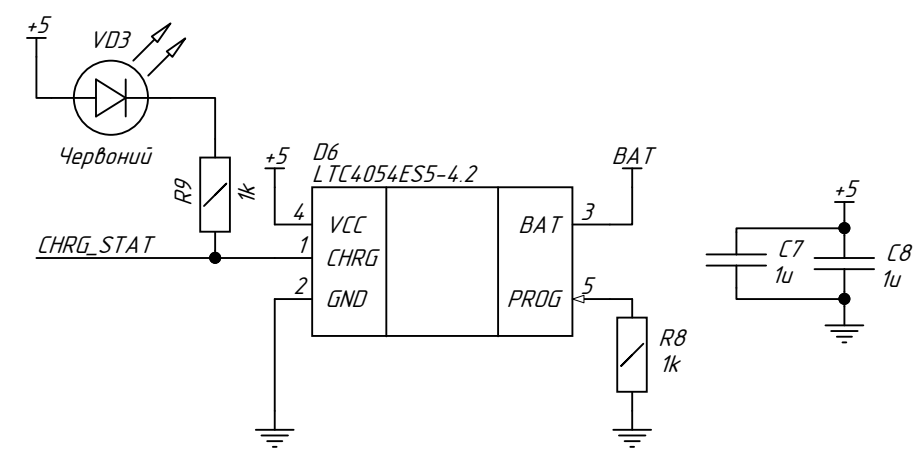 +5
VD3
Червоний
R9
1k
+5
D6
LTC4054ES5-4.2
BAT
4
VCC
BAT
3
CHRG_STAT
1
CHRG
2
GND
PROG
5
R8
1k
+5
C7
1u
C8
1u